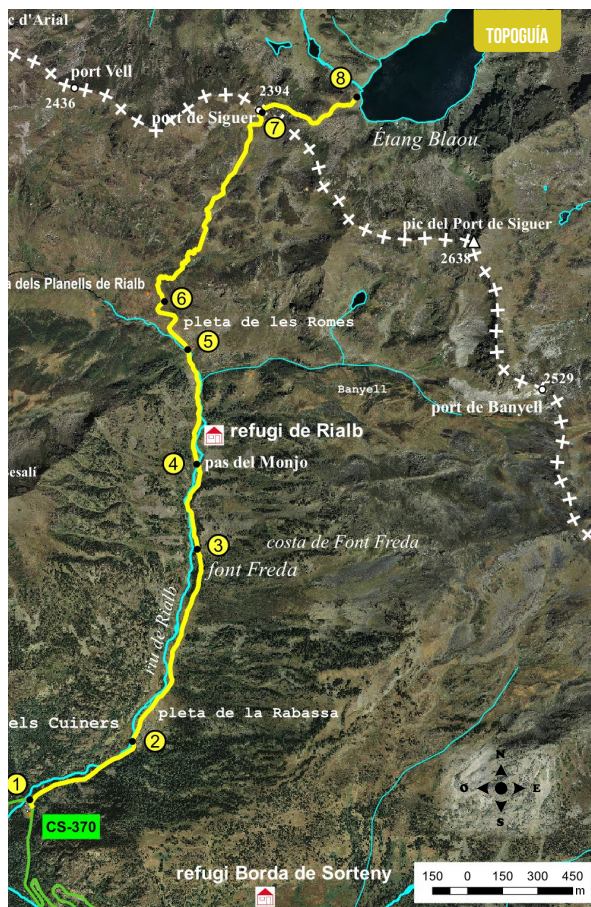 c d'Arial
TOPOGUÍA
port Vell
2436
2394
8
port de Siguer
7
Étang Blaou
pic del Port de Siguer
2638
a dels Planells de Rialb
6
pleta de les Romes
5
2529
Banyell
port de Banyell
refugi de Rialb
4
pas del Monjo
Besalí
3
costa de Font Freda
font Freda
riu de Rialb
els Cuiners
pleta de la Rabassa
2
1
CS-370
N
O E
S
refugi Borda de Sorteny
150 0 150 300 450
m